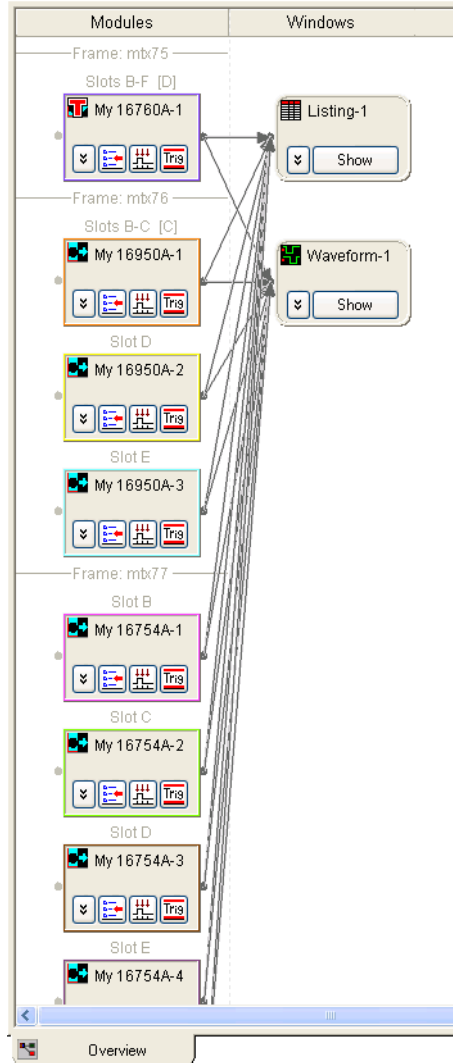 Modules Windows
Frame: mtx75
Slots B-F [D]
My 16760A-1
Trig
Listing-1
Show
Frame: mtx76
Slots B-C [C]
My 16950A-1
Trig
Waveform-1
Show
Slot D
My 16950A-2
Trig
Slot E
My 16950A-3
Trig
Frame: mtx77
Slot B
My 16754A-1
Trig
Slot C
My 16754A-2
Trig
Slot D
My 16754A-3
Trig
Slot E
My 16754A-4
Overview